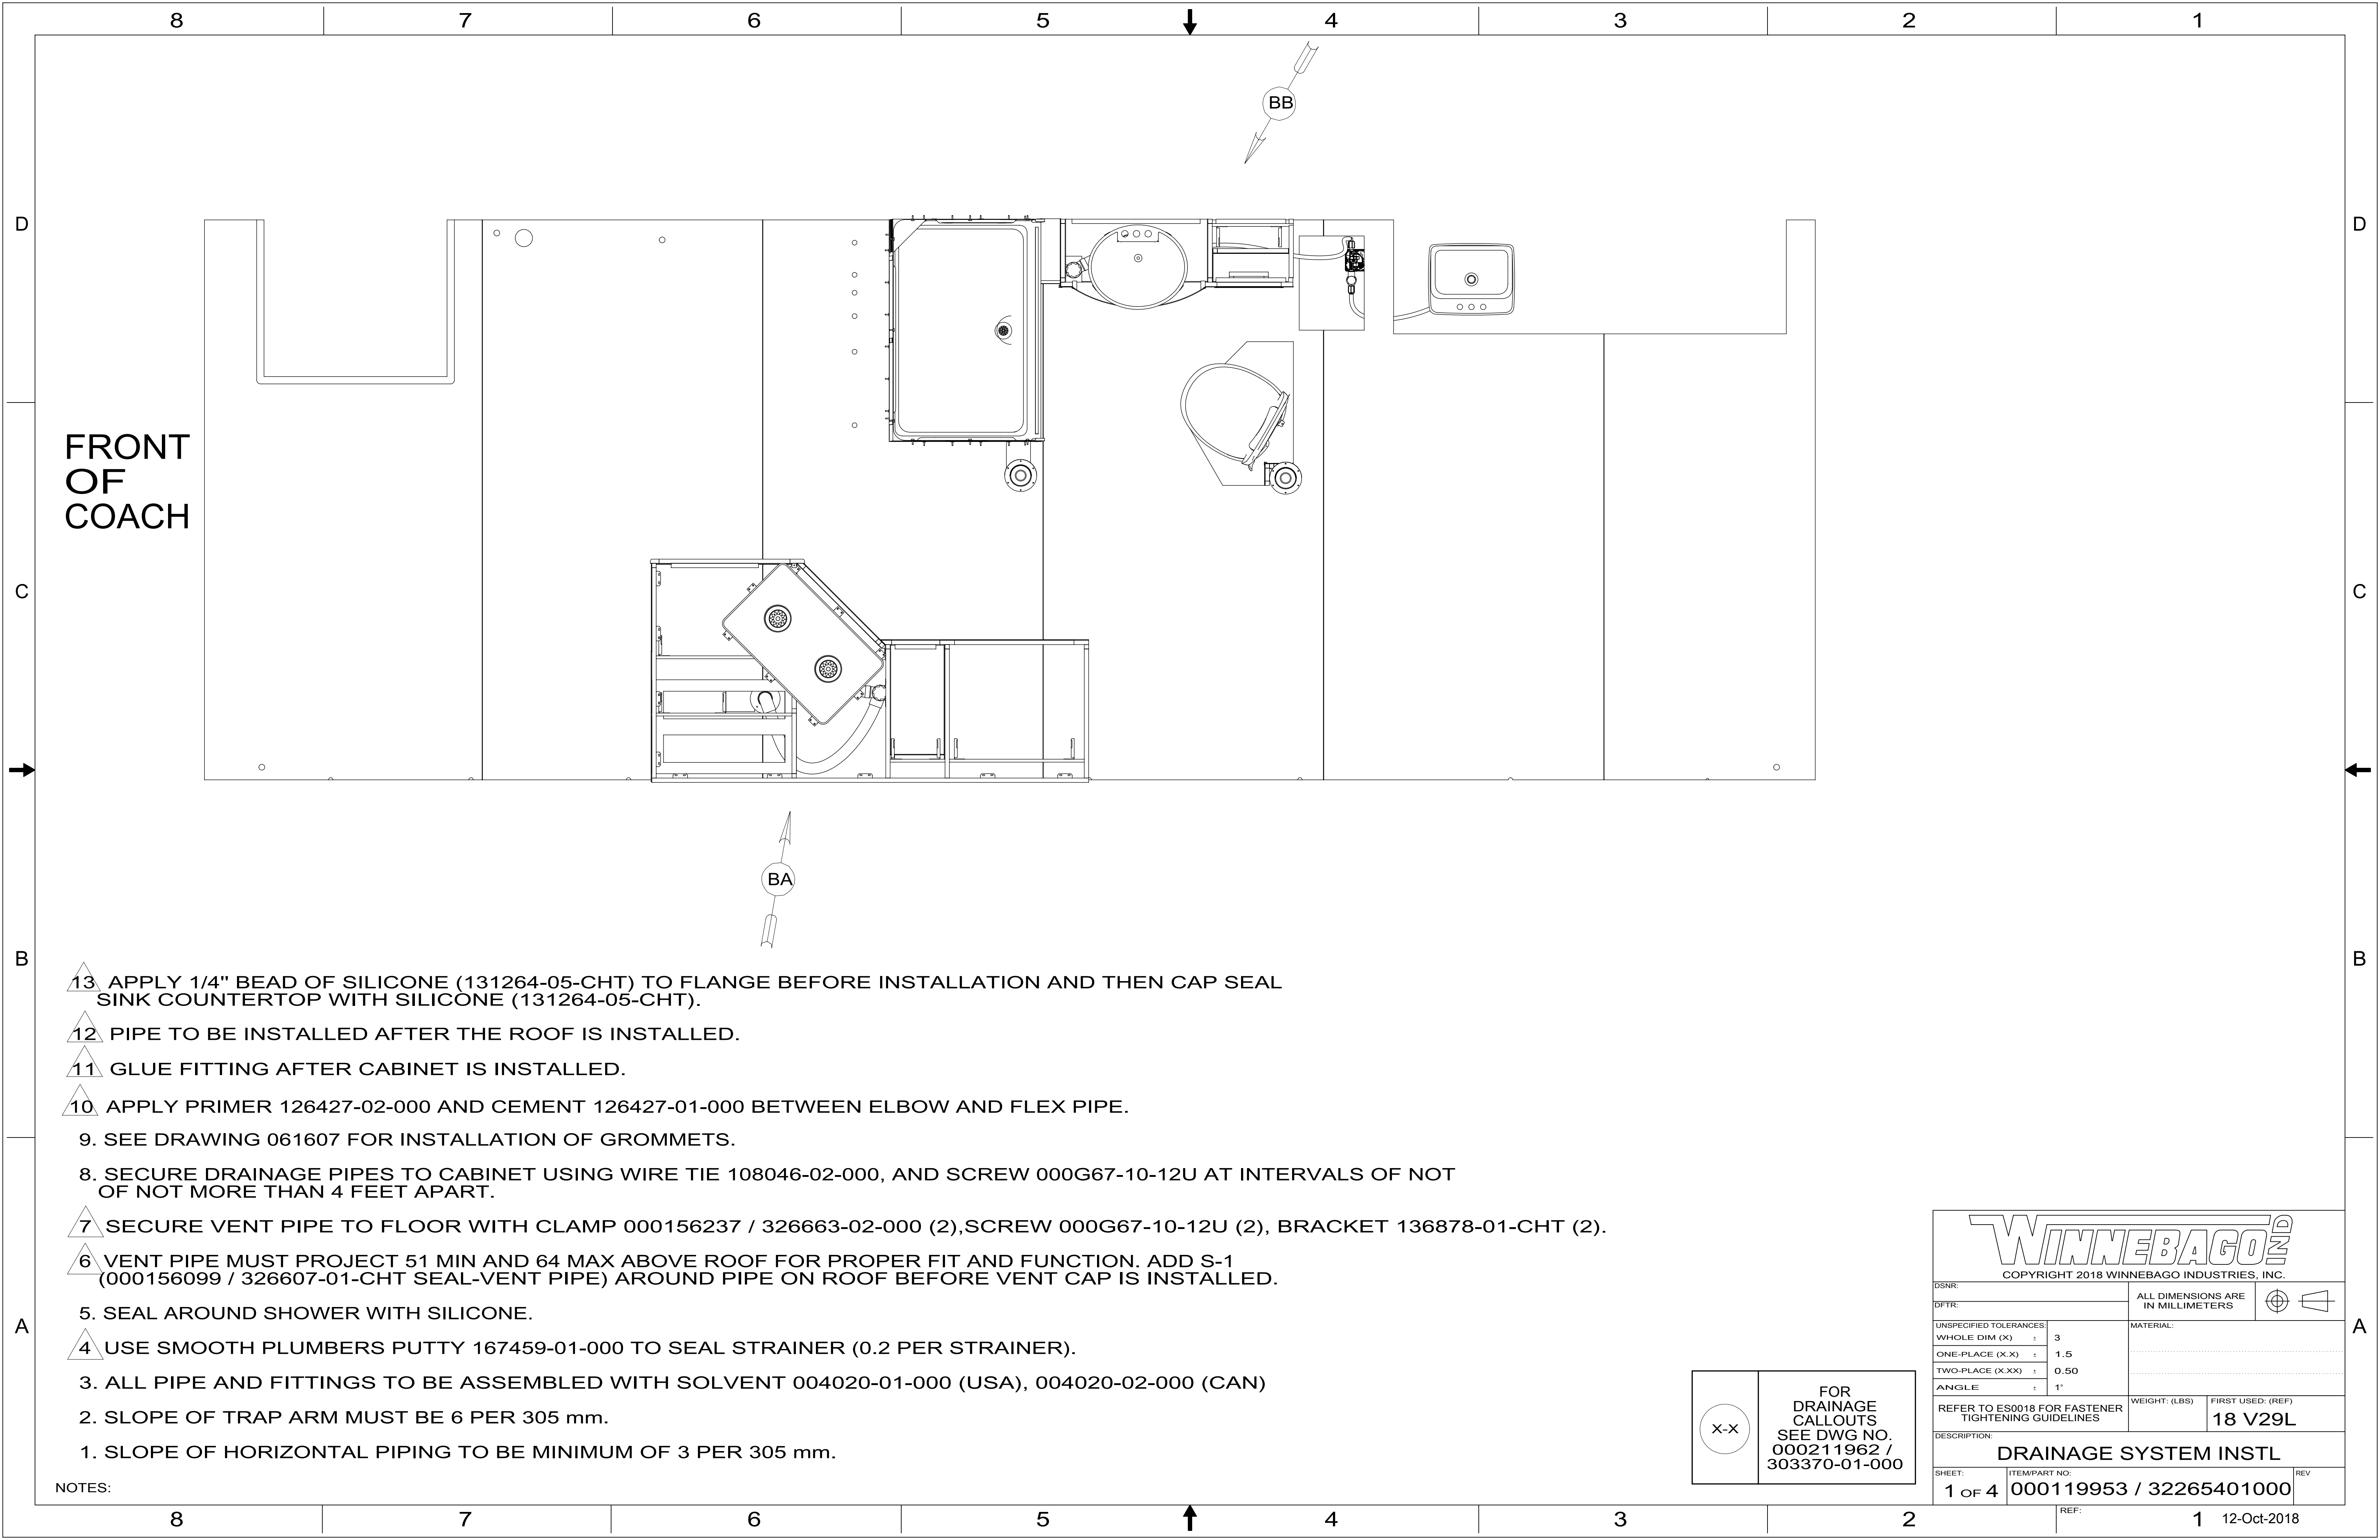 8 7 6 5 4 3 2 1
BB
D D
FRONT
OF
COACH
C C
BA
B B
13 APPLY 1/4" BEAD OF SILICONE (131264-05-CHT) TO FLANGE BEFORE INSTALLATION AND THEN CAP SEAL
SINK COUNTERTOP WITH SILICONE (131264-05-CHT).
12 PIPE TO BE INSTALLED AFTER THE ROOF IS INSTALLED.
11 GLUE FITTING AFTER CABINET IS INSTALLED.
10 APPLY PRIMER 126427-02-000 AND CEMENT 126427-01-000 BETWEEN ELBOW AND FLEX PIPE.
9. SEE DRAWING 061607 FOR INSTALLATION OF GROMMETS.
8. SECURE DRAINAGE PIPES TO CABINET USING WIRE TIE 108046-02-000, AND SCREW 000G67-10-12U AT INTERVALS OF NOT
OF NOT MORE THAN 4 FEET APART.
7 SECURE VENT PIPE TO FLOOR WITH CLAMP 000156237 / 326663-02-000 (2),SCREW 000G67-10-12U (2), BRACKET 136878-01-CHT (2).
6 VENT PIPE MUST PROJECT 51 MIN AND 64 MAX ABOVE ROOF FOR PROPER FIT AND FUNCTION. ADD S-1
(000156099 / 326607-01-CHT SEAL-VENT PIPE) AROUND PIPE ON ROOF BEFORE VENT CAP IS INSTALLED.
5. SEAL AROUND SHOWER WITH SILICONE.
4 USE SMOOTH PLUMBERS PUTTY 167459-01-000 TO SEAL STRAINER (0.2 PER STRAINER).
3. ALL PIPE AND FITTINGS TO BE ASSEMBLED WITH SOLVENT 004020-01-000 (USA), 004020-02-000 (CAN)
2. SLOPE OF TRAP ARM MUST BE 6 PER 305 mm.
1. SLOPE OF HORIZONTAL PIPING TO BE MINIMUM OF 3 PER 305 mm.
NOTES:
A A
X-X
FOR
DRAINAGE
CALLOUTS
SEE DWG NO.
000211962 /
303370-01-000
WINNEBAGO IND
COPYRIGHT 2018 WINNEBAGO INDUSTRIES, INC.
DSNR:
DFTR:
ALL DIMENSIONS ARE
IN MILLIMETERS
UNSPECIFIED TOLERANCES:
WHOLE DIM (X) ± 3
ONE-PLACE (X.X) ± 1.5
TWO-PLACE (X.XX) ± 0.50
ANGLE ± 1°
MATERIAL:
REFER TO ES0018 FOR FASTENER
TIGHTENING GUIDELINES
WEIGHT: (LBS)
FIRST USED: (REF)
18 V29L
DESCRIPTION:
DRAINAGE SYSTEM INSTL
SHEET:
1 OF 4
ITEM/PART NO:
000119953 / 32265401000
REV
REF:
8 7 6 5 4 3 2 1
12-Oct-2018